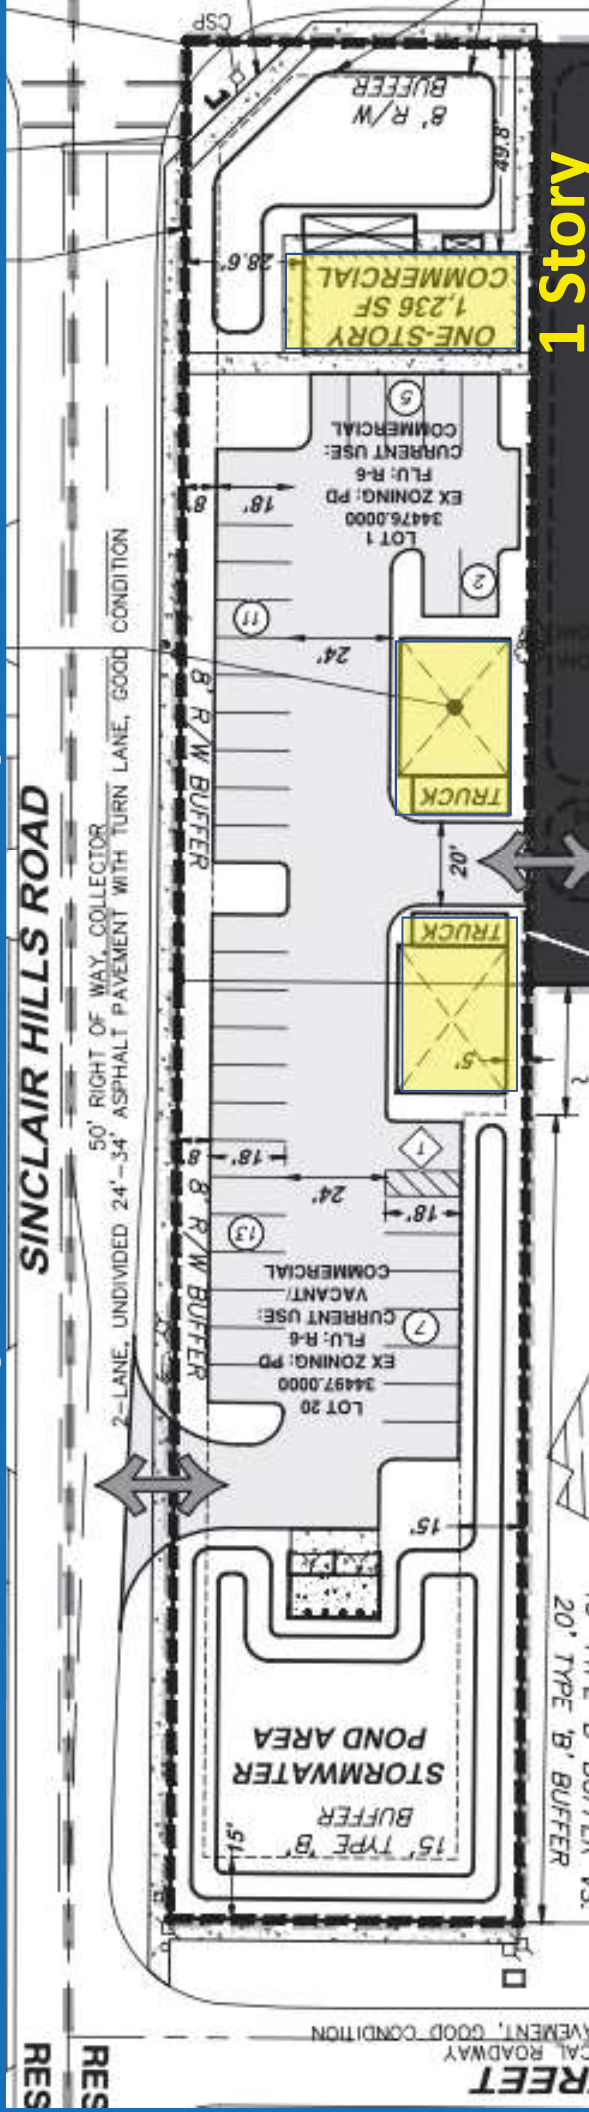 CSP
8' R/W
BUFFER
49.8'
1 Story
28.6'
ONE-STORY
1,236 SF
COMMERCIAL
5
LOT 1
34476.0000
EX ZONING: PD
FLU: R-6
CURRENT USE:
COMMERCIAL
8'
18'
2
11
24'
8' R/W BUFFER
TRUCK
20'
TRUCK
5'
SINCLAIR HILLS ROAD
50' RIGHT OF WAY, COLLECTOR
2-LANE, UNDIVIDED 24'-34' ASPHALT PAVEMENT WITH TURN LANE, GOOD CONDITION
1
8'
18'
24'
18'
8' R/W BUFFER
13
7
LOT 20
34497.0000
EX ZONING: PD
FLU: R-6
CURRENT USE:
VACANT/
COMMERCIAL
15'
20' TYPE 'B' BUFFER
STORMWATER
POND AREA
15' TYPE 'B'
BUFFER
15'
GOOD CONDITION
ROADWAY
RES
RES